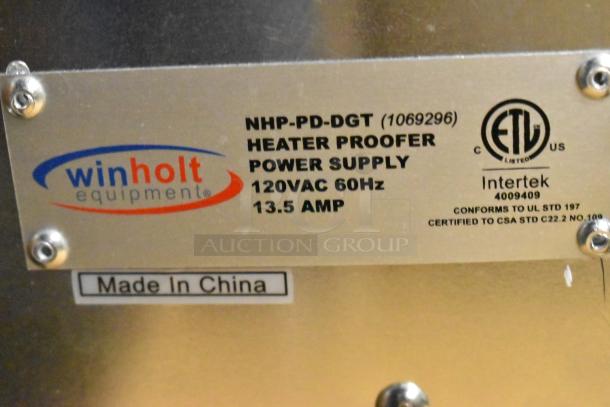 winholt
equipment®
NHP-PD-DGT (1069296)
HEATER PROOFER
POWER SUPPLY
120VAC 60Hz
13.5 AMP
C ETL US
LISTED
Intertek
4009409
CONFORMS TO UL STD 197
CERTIFIED TO CSA STD C22.2 NO.109
AUCTION GROUP
Made In China